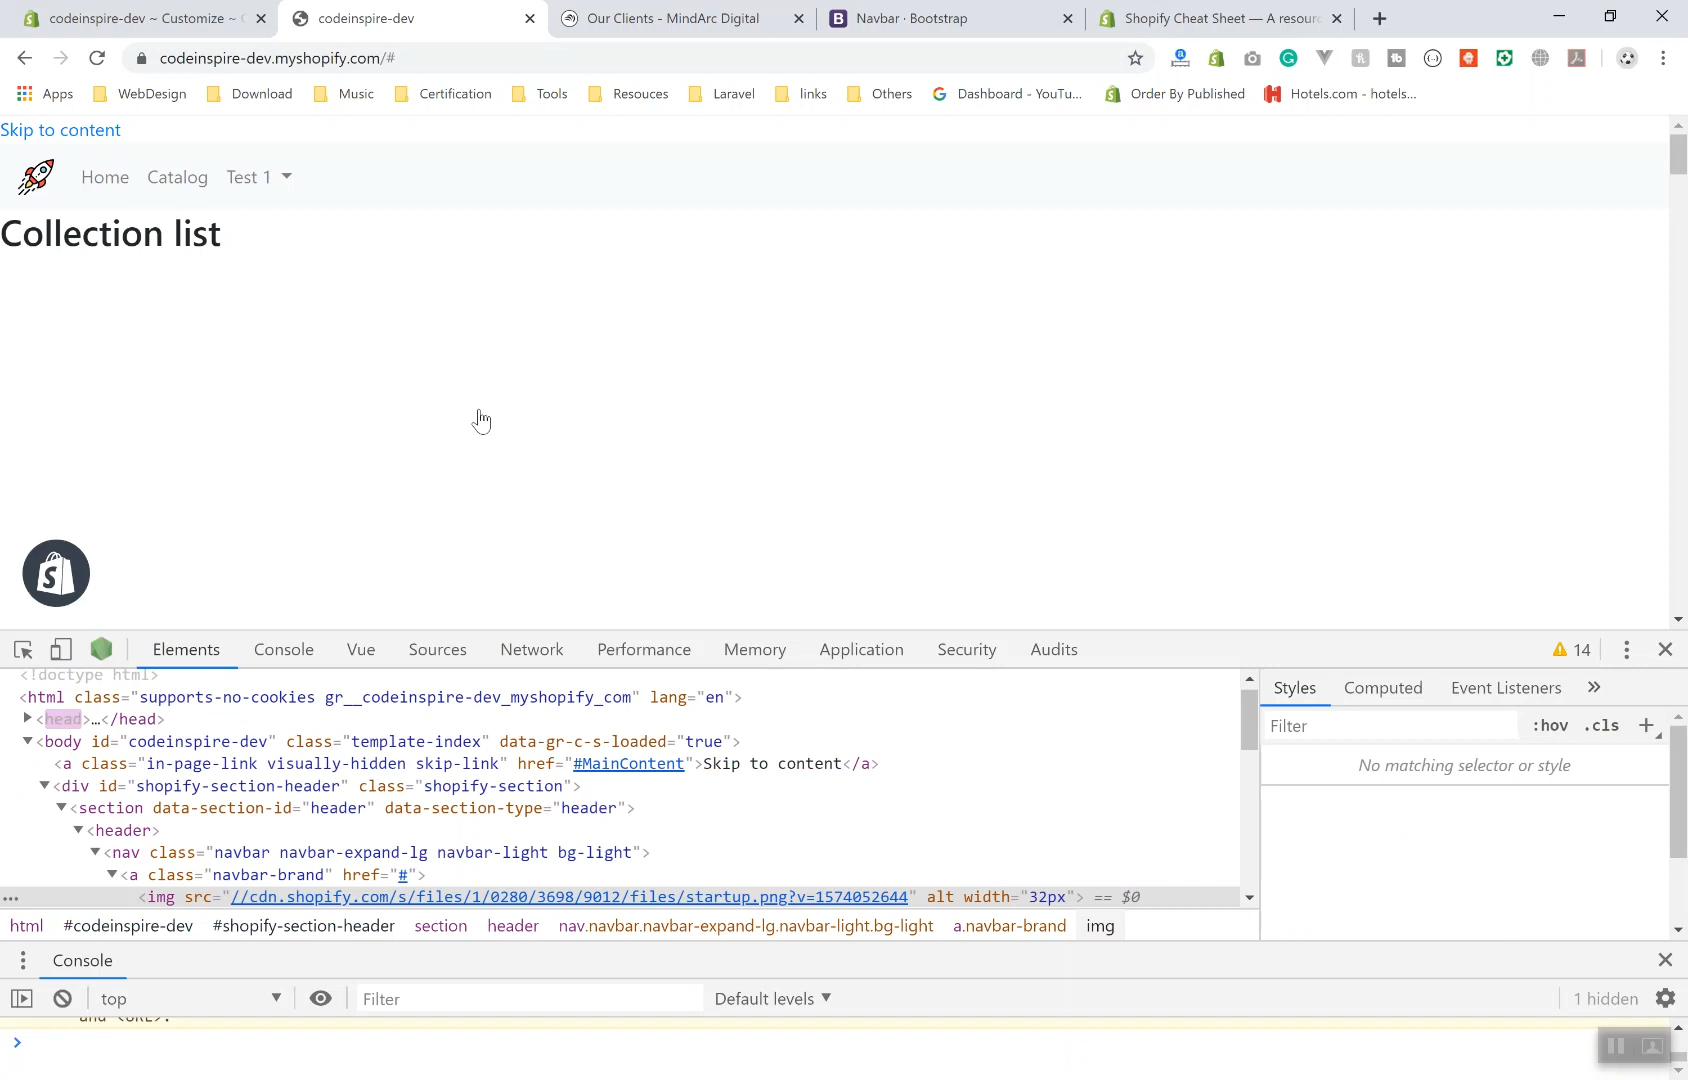 codeinspire-dev ~ Customize ~
codeinspire-dev
Our Clients - MindArc Digital
Navbar · Bootstrap
Shopify Cheat Sheet — A resourc
codeinspire-dev.myshopify.com/#
Apps
WebDesign
Download
Music
Certification
Tools
Resouces
Laravel
links
Others
Dashboard - YouTu...
Order By Published
Hotels.com - hotels...
Skip to content
Home
Catalog
Test 1
Collection list
Elements
Console
Vue
Sources
Network
Performance
Memory
Application
Security
Audits
14
<!doctype html>
<html class="supports-no-cookies gr__codeinspire-dev_myshopify_com" lang="en">
<head>…</head>
<body id="codeinspire-dev" class="template-index" data-gr-c-s-loaded="true">
<a class="in-page-link visually-hidden skip-link" href="#MainContent">Skip to content</a>
<div id="shopify-section-header" class="shopify-section">
<section data-section-id="header" data-section-type="header">
<header>
<nav class="navbar navbar-expand-lg navbar-light bg-light">
<a class="navbar-brand" href="#">
<img src="//cdn.shopify.com/s/files/1/0280/3698/9012/files/startup.png?v=1574052644" alt width="32px"> == $0
html
#codeinspire-dev
#shopify-section-header
section
header
nav.navbar.navbar-expand-lg.navbar-light.bg-light
a.navbar-brand
img
Styles
Computed
Event Listeners
»
Filter
:hov
.cls
+
No matching selector or style
Console
top
Filter
Default levels
1 hidden
and <URL>.
>